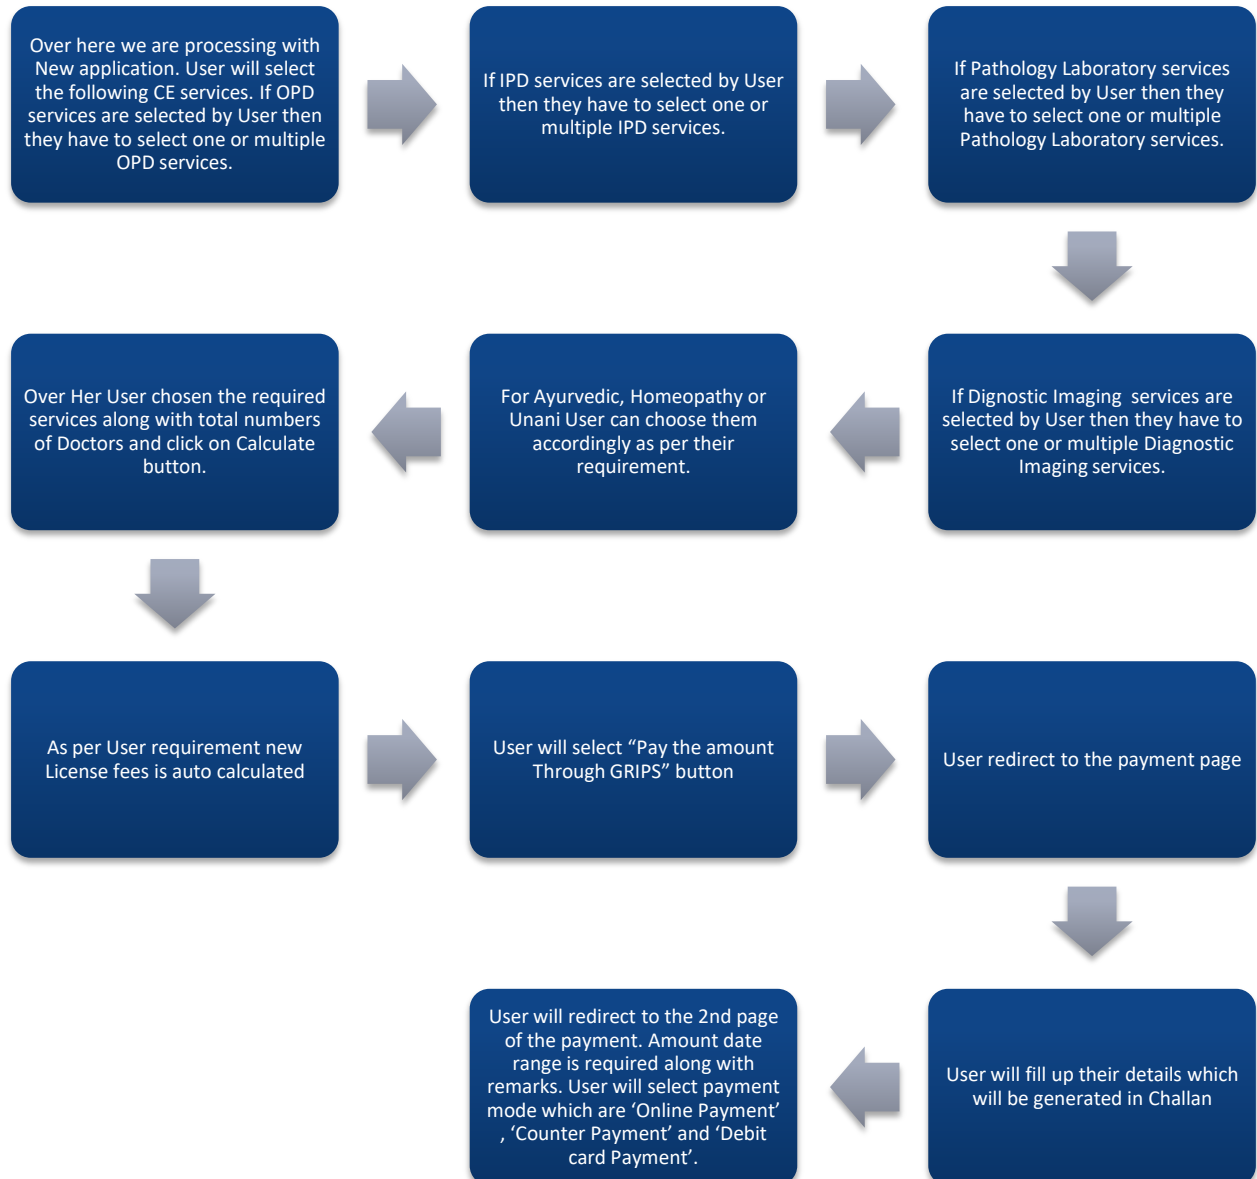 Over here we are processing with
New application. User will select
the following CE services. If OPD
services are selected by User then
they have to select one or multiple
OPD services.
If IPD services are selected by User
then they have to select one or
multiple IPD services.
If Pathology Laboratory services
are selected by User then they
have to select one or multiple
Pathology Laboratory services.
If Dignostic Imaging  services are
selected by User then they have to
select one or multiple Diagnostic
Imaging services.
For Ayurvedic, Homeopathy or
Unani User can choose them
accordingly as per their
requirement.
Over Her User chosen the required
services along with total numbers
of Doctors and click on Calculate
button.
As per User requirement new
License fees is auto calculated
User will select “Pay the amount
Through GRIPS” button
User redirect to the payment page
User will fill up their details which
will be generated in Challan
User will redirect to the 2nd page
of the payment. Amount date
range is required along with
remarks. User will select payment
mode which are ‘Online Payment’
, ‘Counter Payment’ and ‘Debit
card Payment’.